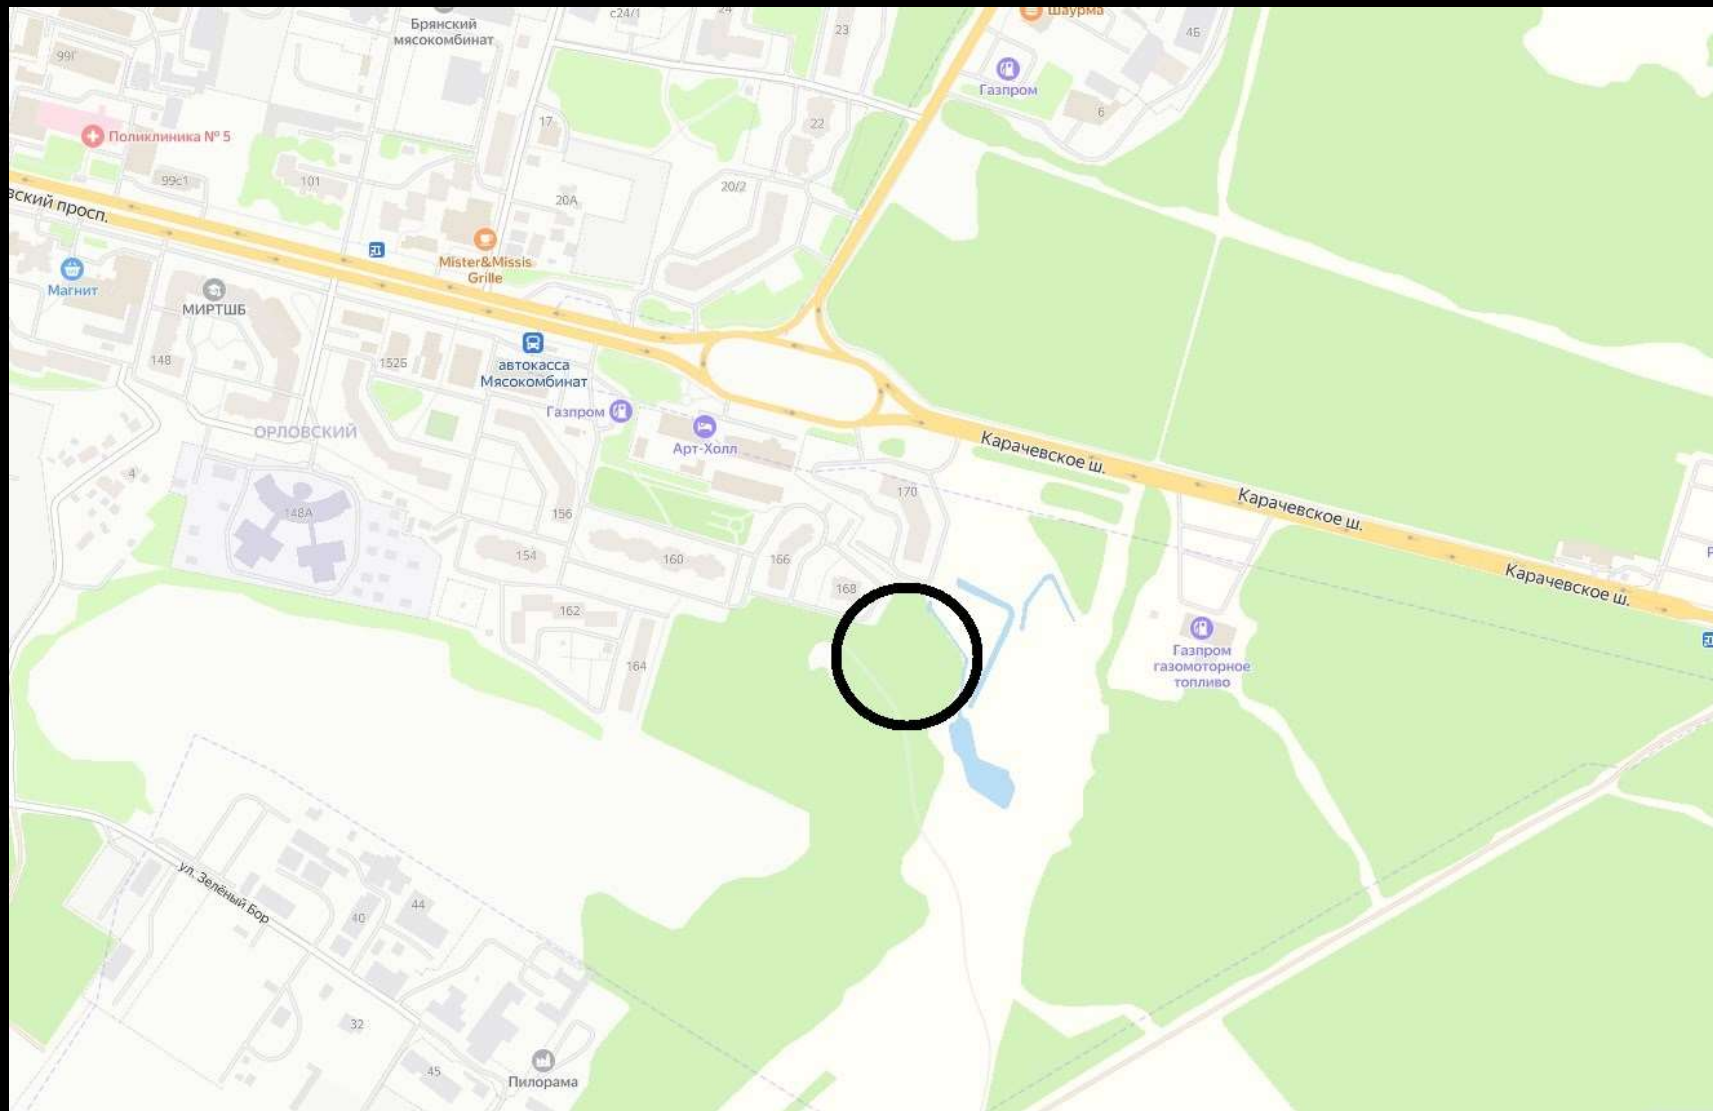 Брянский
мясокомбинат
с24/1
24
23
Шаурма
4Б
99Г
Газпром
6
Поликлиника № 5
17
22
99с1
101
20А
20/2
вский просп.
Mister&Missis
Grille
Магнит
МИРТШБ
автокасса
Мясокомбинат
148
152Б
Газпром
Арт-Холл
ОРЛОВСКИЙ
Карачевское ш.
4
170
Карачевское ш.
148А
156
154
160
166
168
Карачевское ш.
162
164
Газпром
газомоторное
топливо
ул. Зелёный Бор
44
40
32
45
Пилорама